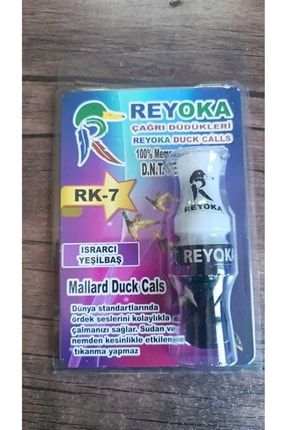 REYOKA
ÇAĞRI DÜDÜKLERİ
REYOKA DUCK CALLS
100%
D.N.T.
RK-7
REYOKA
ISRARCI
YEŞİLBAŞ
REYOKA
Mallard Duck Cals
Dünya standartlarında
ördek seslerini kolaylıkla
çalmanızı sağlar. Sudan ve
nemden kesinlikle etkilen
tıkanma yapmaz